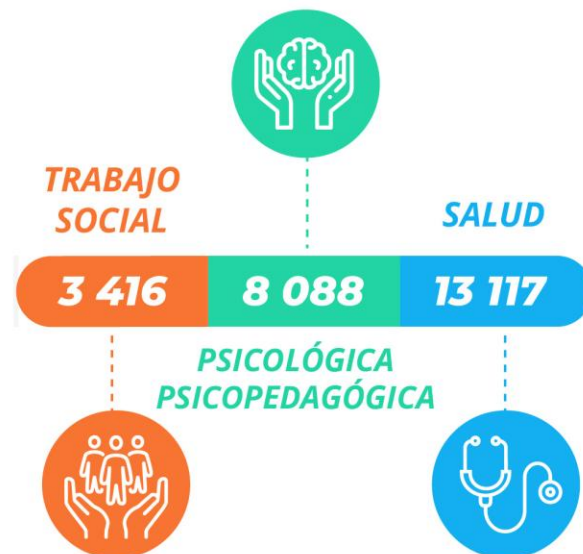 TRABAJO
SOCIAL
SALUD
3 416
8 088
13 117
PSICOLÓGICA
PSICOPEDAGÓGICA